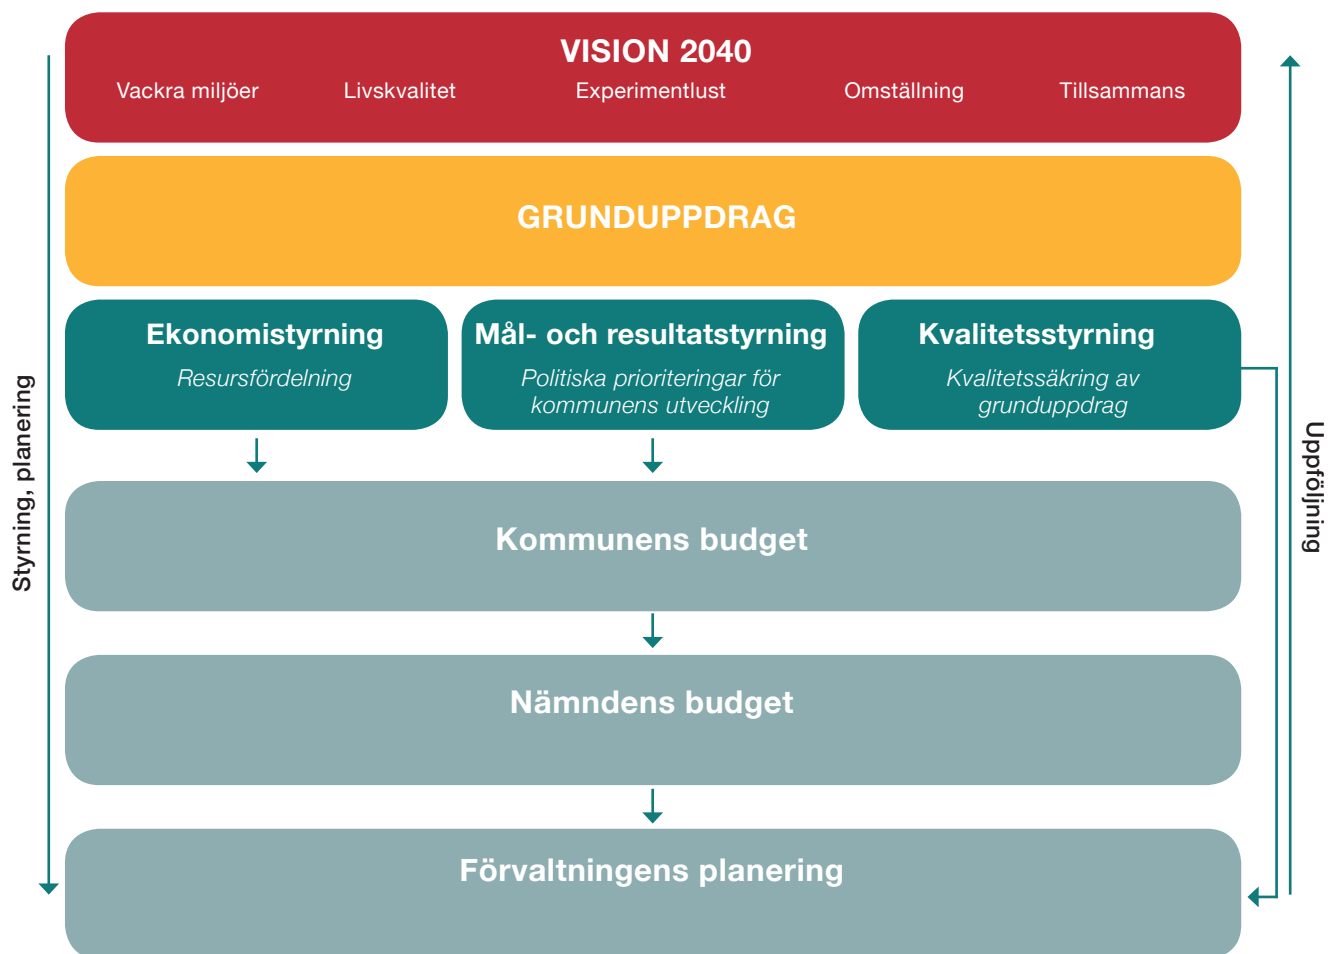 VISION 2040
Vackra miljöer
Livskvalitet
Experimentlust
Omställning
Tillsammans
GRUNDUPPDRAG
Ekonomistyrning
Resursfördelning
Mål- och resultatstyrning
Politiska prioriteringar för
kommunens utveckling
Kvalitetsstyrning
Kvalitetssäkring av
grunduppdrag
Styrning, planering
Uppföljning
Kommunens budget
Nämndens budget
Förvaltningens planering